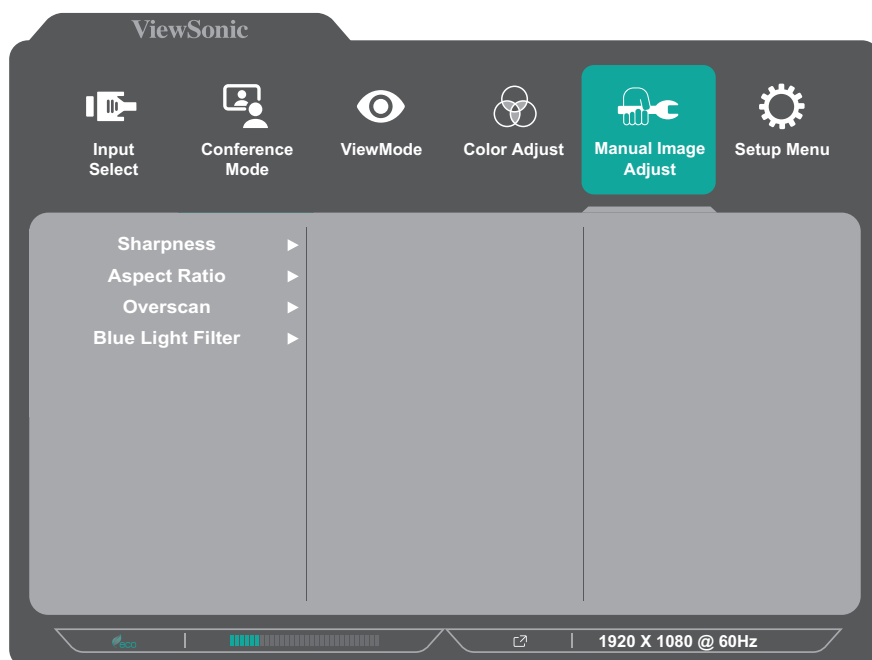 ViewSonic
Input
Select
Conference
Mode
ViewMode
Color Adjust
Manual Image
Adjust
Setup Menu
Sharpness
Aspect Ratio
Overscan
Blue Light Filter
eco
1920 X 1080 @ 60Hz